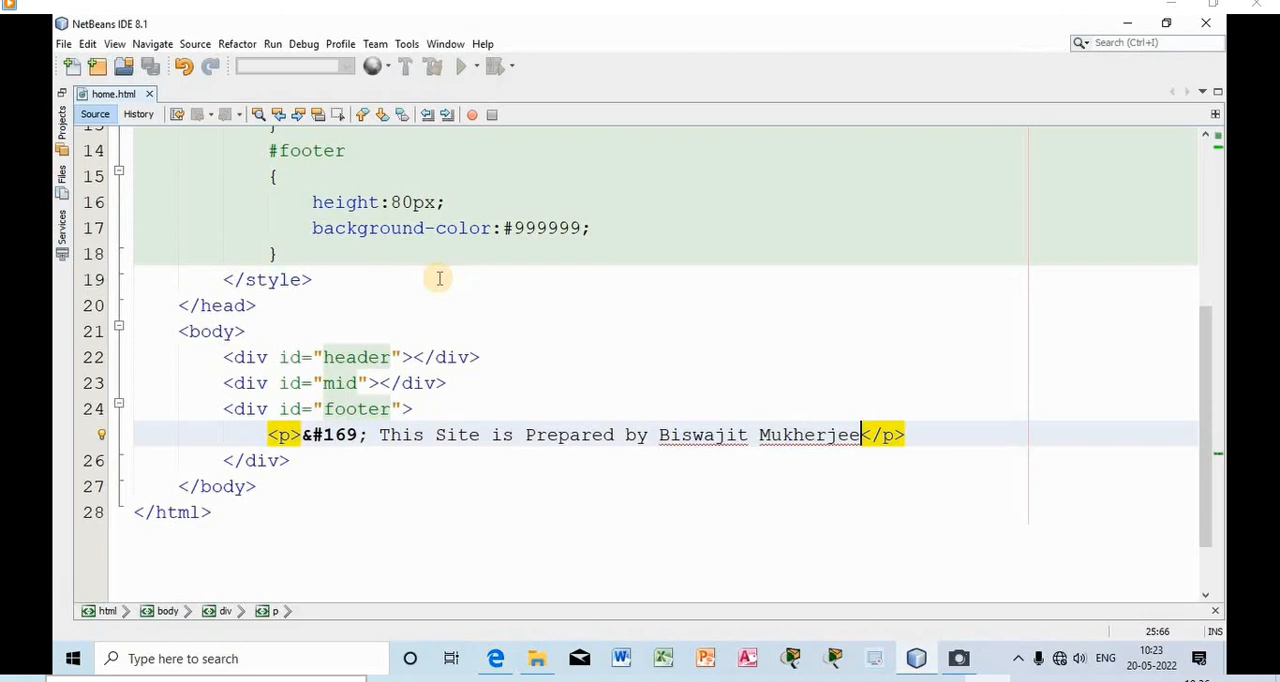 NetBeans IDE 8.1
File Edit View Navigate Source Refactor Run Debug Profile Team Tools Window Help
Search (Ctrl+I)
home.html
Source History
Projects
Files
Services
13 }
14 #footer
15 {
16 height:80px;
17 background-color:#999999;
18 }
19 </style>
20 </head>
21 <body>
22 <div id="header"></div>
23 <div id="mid"></div>
24 <div id="footer">
<p>&#169; This Site is Prepared by Biswajit Mukherjee</p>
26 </div>
27 </body>
28 </html>
html body div p
25:66 INS
Type here to search
ENG
10:23
20-05-2022